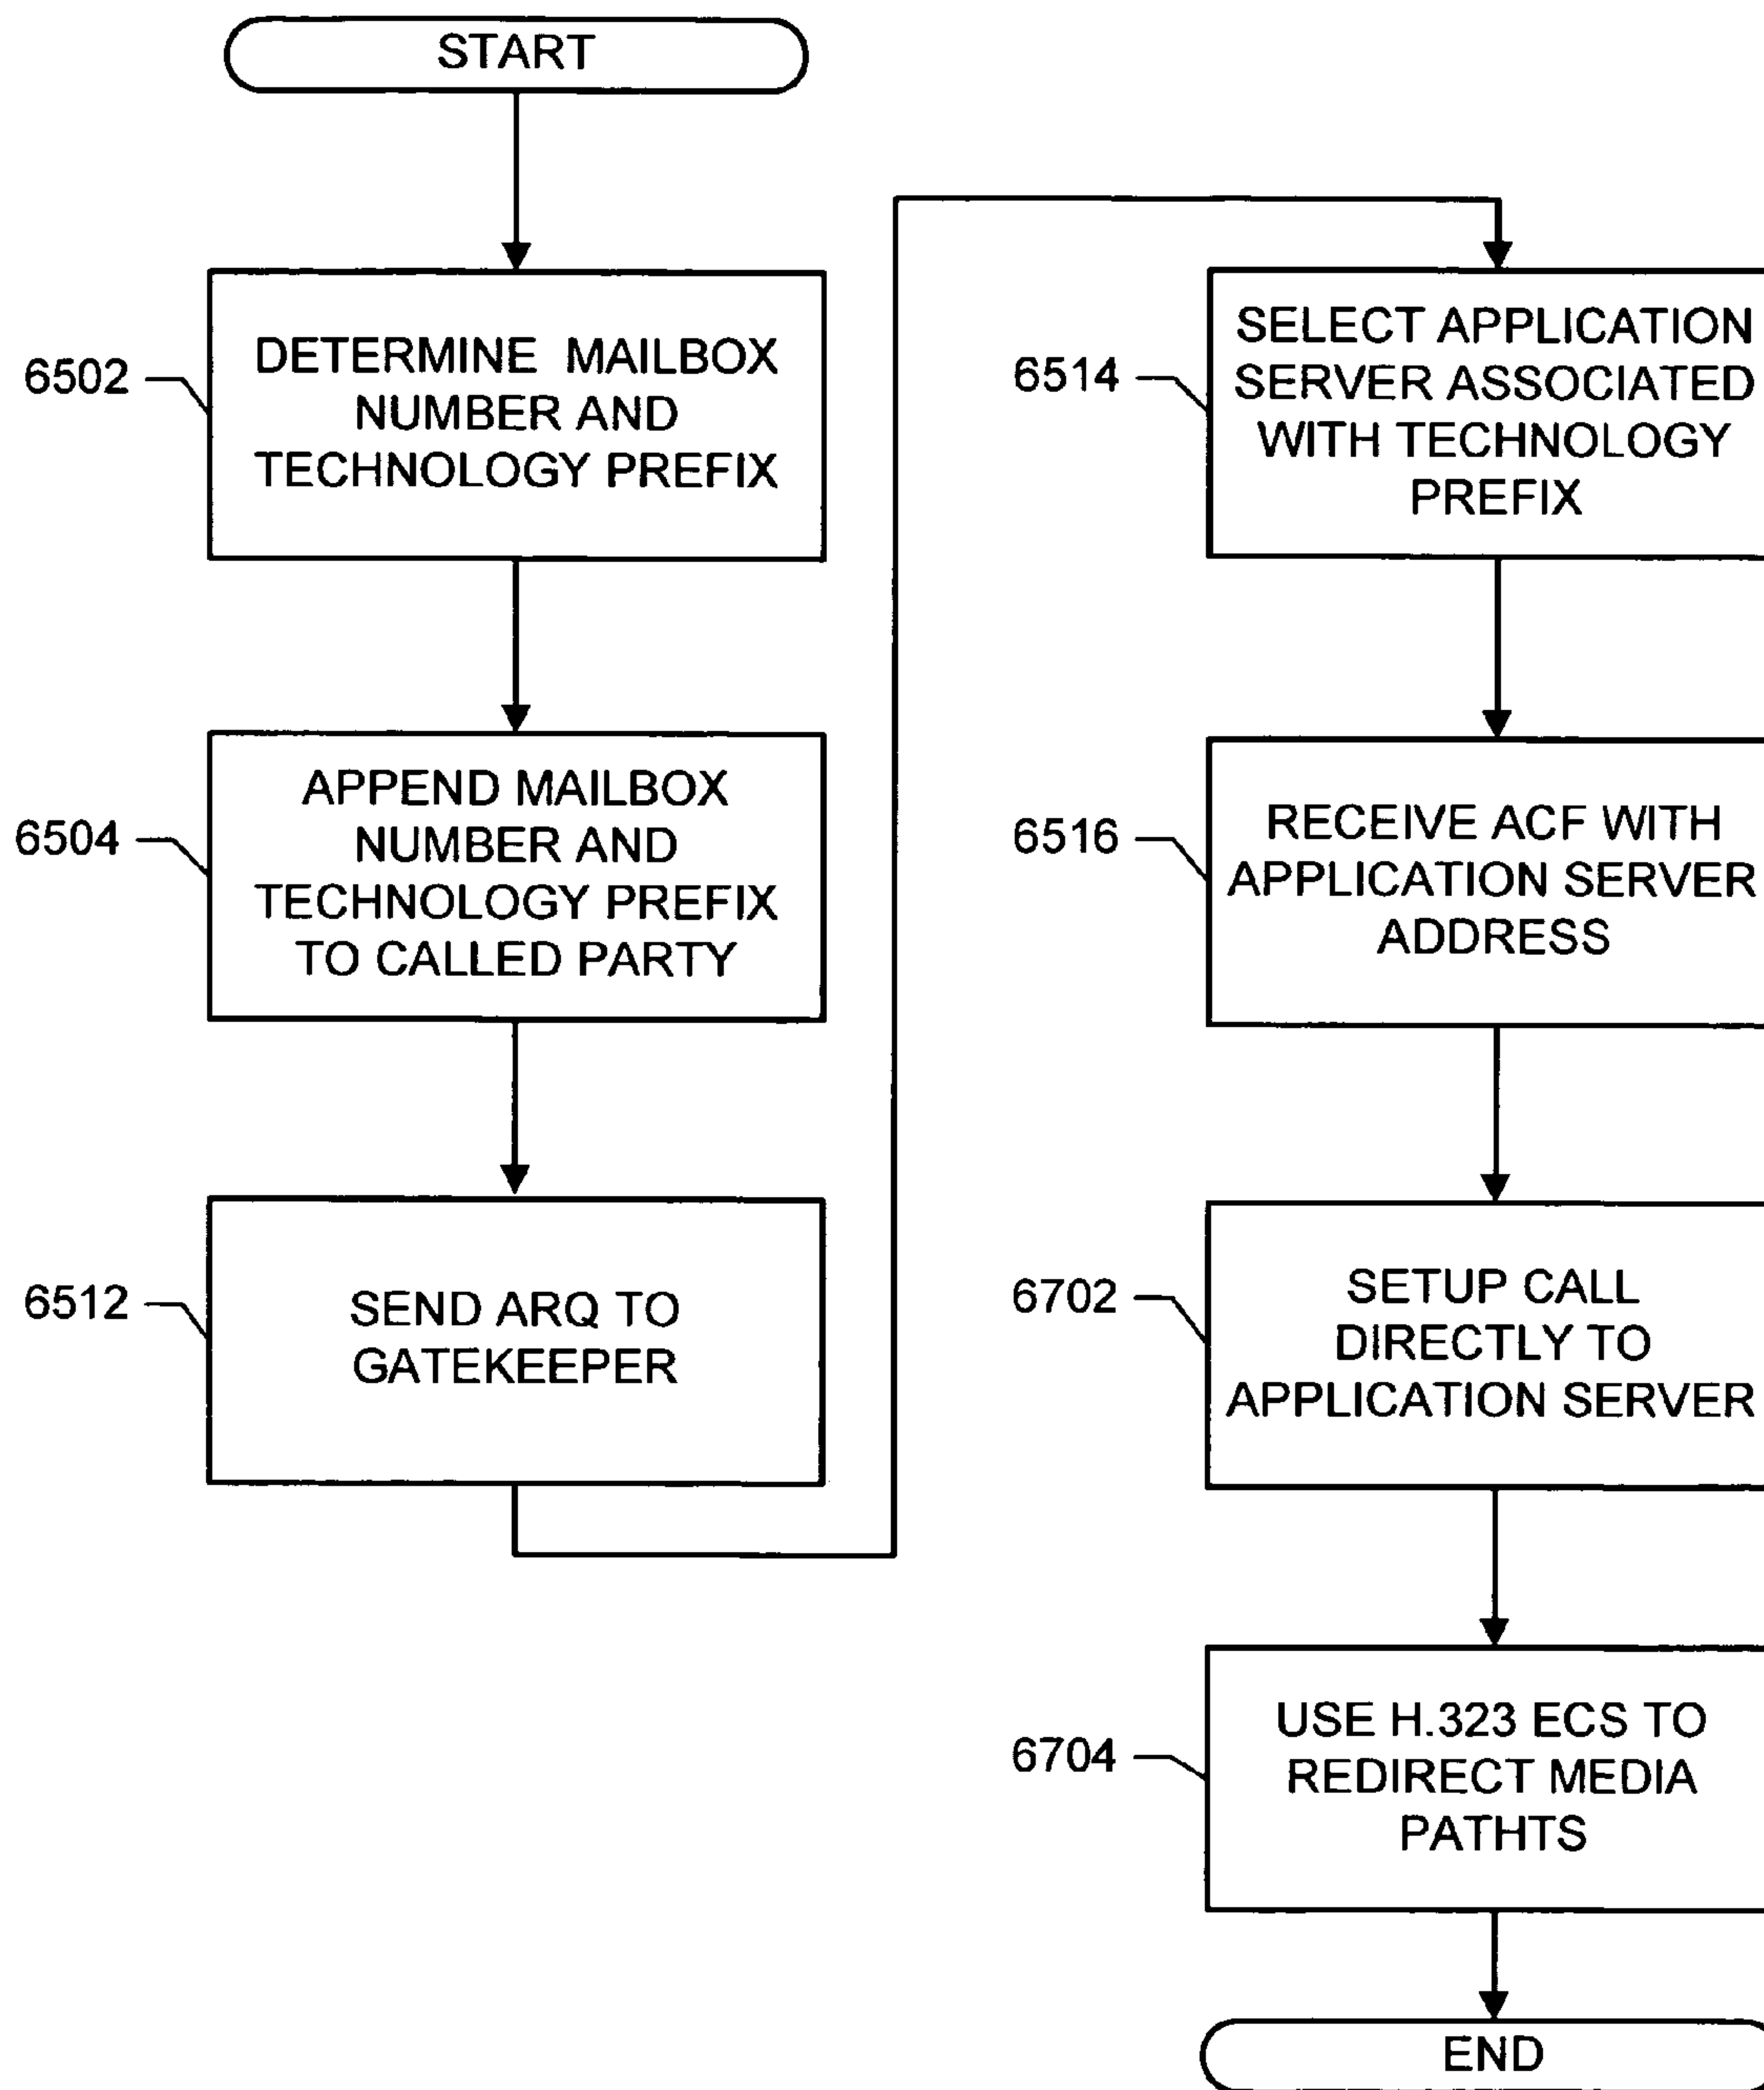 START
6502
DETERMINE MAILBOX
NUMBER AND
TECHNOLOGY PREFIX
6504
APPEND MAILBOX
NUMBER AND
TECHNOLOGY PREFIX
TO CALLED PARTY
6512
SEND ARQ TO
GATEKEEPER
6514
SELECT APPLICATION
SERVER ASSOCIATED
WITH TECHNOLOGY
PREFIX
6516
RECEIVE ACF WITH
APPLICATION SERVER
ADDRESS
6702
SETUP CALL
DIRECTLY TO
APPLICATION SERVER
6704
USE H.323 ECS TO
REDIRECT MEDIA
PATHTS
END